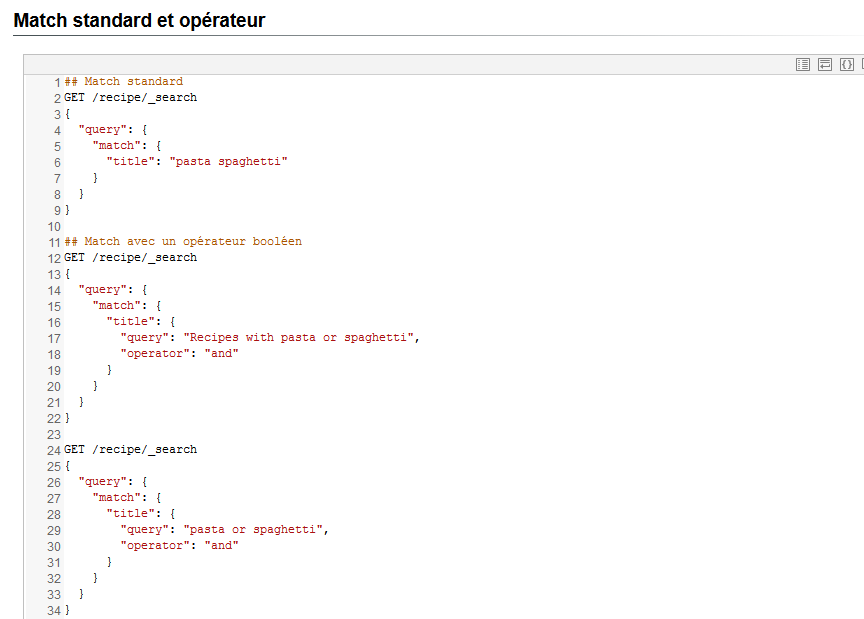 Match standard et opérateur
1 ## Match standard
2 GET /recipe/_search
3 {
4   "query": {
5     "match": {
6       "title": "pasta spaghetti"
7     }
8   }
9 }
10
11 ## Match avec un opérateur booléen
12 GET /recipe/_search
13 {
14   "query": {
15     "match": {
16       "title": {
17         "query": "Recipes with pasta or spaghetti",
18         "operator": "and"
19       }
20     }
21   }
22 }
23
24 GET /recipe/_search
25 {
26   "query": {
27     "match": {
28       "title": {
29         "query": "pasta or spaghetti",
30         "operator": "and"
31       }
32     }
33   }
34 }